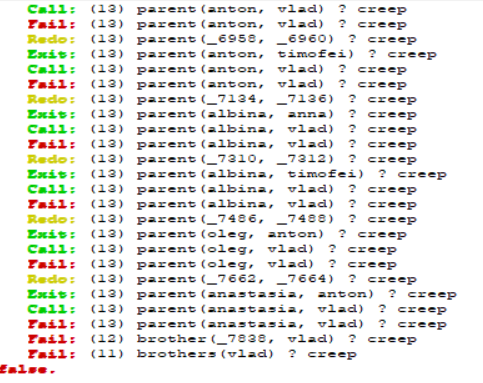 Call: (13) parent(anton, vlad) ? creep
Fail: (13) parent(anton, vlad) ? creep
Redo: (13) parent(_6958, _6960) ? creep
Exit: (13) parent(anton, timofei) ? creep
Call: (13) parent(anton, vlad) ? creep
Fail: (13) parent(anton, vlad) ? creep
Redo: (13) parent(_7134, _7136) ? creep
Exit: (13) parent(albina, anna) ? creep
Call: (13) parent(albina, vlad) ? creep
Fail: (13) parent(albina, vlad) ? creep
Redo: (13) parent(_7310, _7312) ? creep
Exit: (13) parent(albina, timofei) ? creep
Call: (13) parent(albina, vlad) ? creep
Fail: (13) parent(albina, vlad) ? creep
Redo: (13) parent(_7486, _7488) ? creep
Exit: (13) parent(oleg, anton) ? creep
Call: (13) parent(oleg, vlad) ? creep
Fail: (13) parent(oleg, vlad) ? creep
Redo: (13) parent(_7662, _7664) ? creep
Exit: (13) parent(anastasia, anton) ? creep
Call: (13) parent(anastasia, vlad) ? creep
Fail: (13) parent(anastasia, vlad) ? creep
Fail: (12) brother(_7838, vlad) ? creep
Fail: (11) brothers(vlad) ? creep
false.